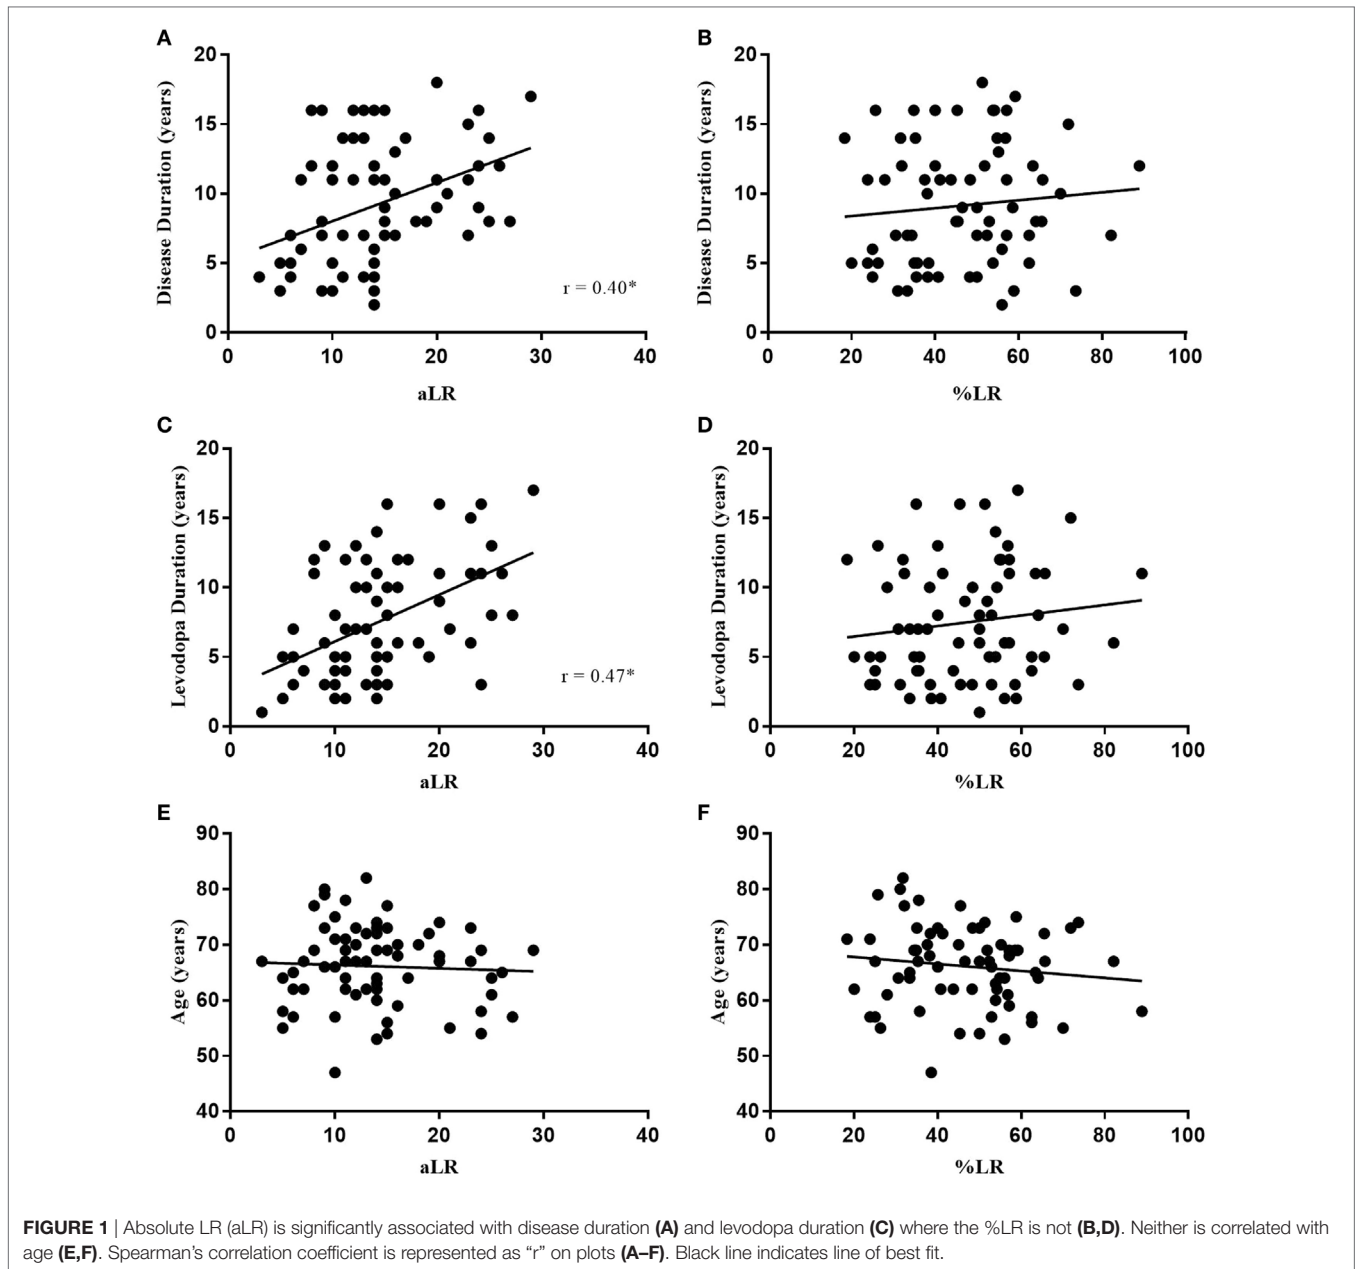 A
Disease Duration (years)
20
15
10
5
0
0 10 20 30 40
aLR
r = 0.40*
B
Disease Duration (years)
20
15
10
5
0
0 20 40 60 80 100
%LR
C
Levodopa Duration (years)
20
15
10
5
0
0 10 20 30 40
aLR
r = 0.47*
D
Levodopa Duration (years)
20
15
10
5
0
0 20 40 60 80 100
%LR
E
Age (years)
90
80
70
60
50
40
0 10 20 30 40
aLR
F
Age (years)
90
80
70
60
50
40
0 20 40 60 80 100
%LR
FIGURE 1 | Absolute LR (aLR) is significantly associated with disease duration (A) and levodopa duration (C) where the %LR is not (B,D). Neither is correlated with
age (E,F). Spearman's correlation coefficient is represented as “r” on plots (A–F). Black line indicates line of best fit.